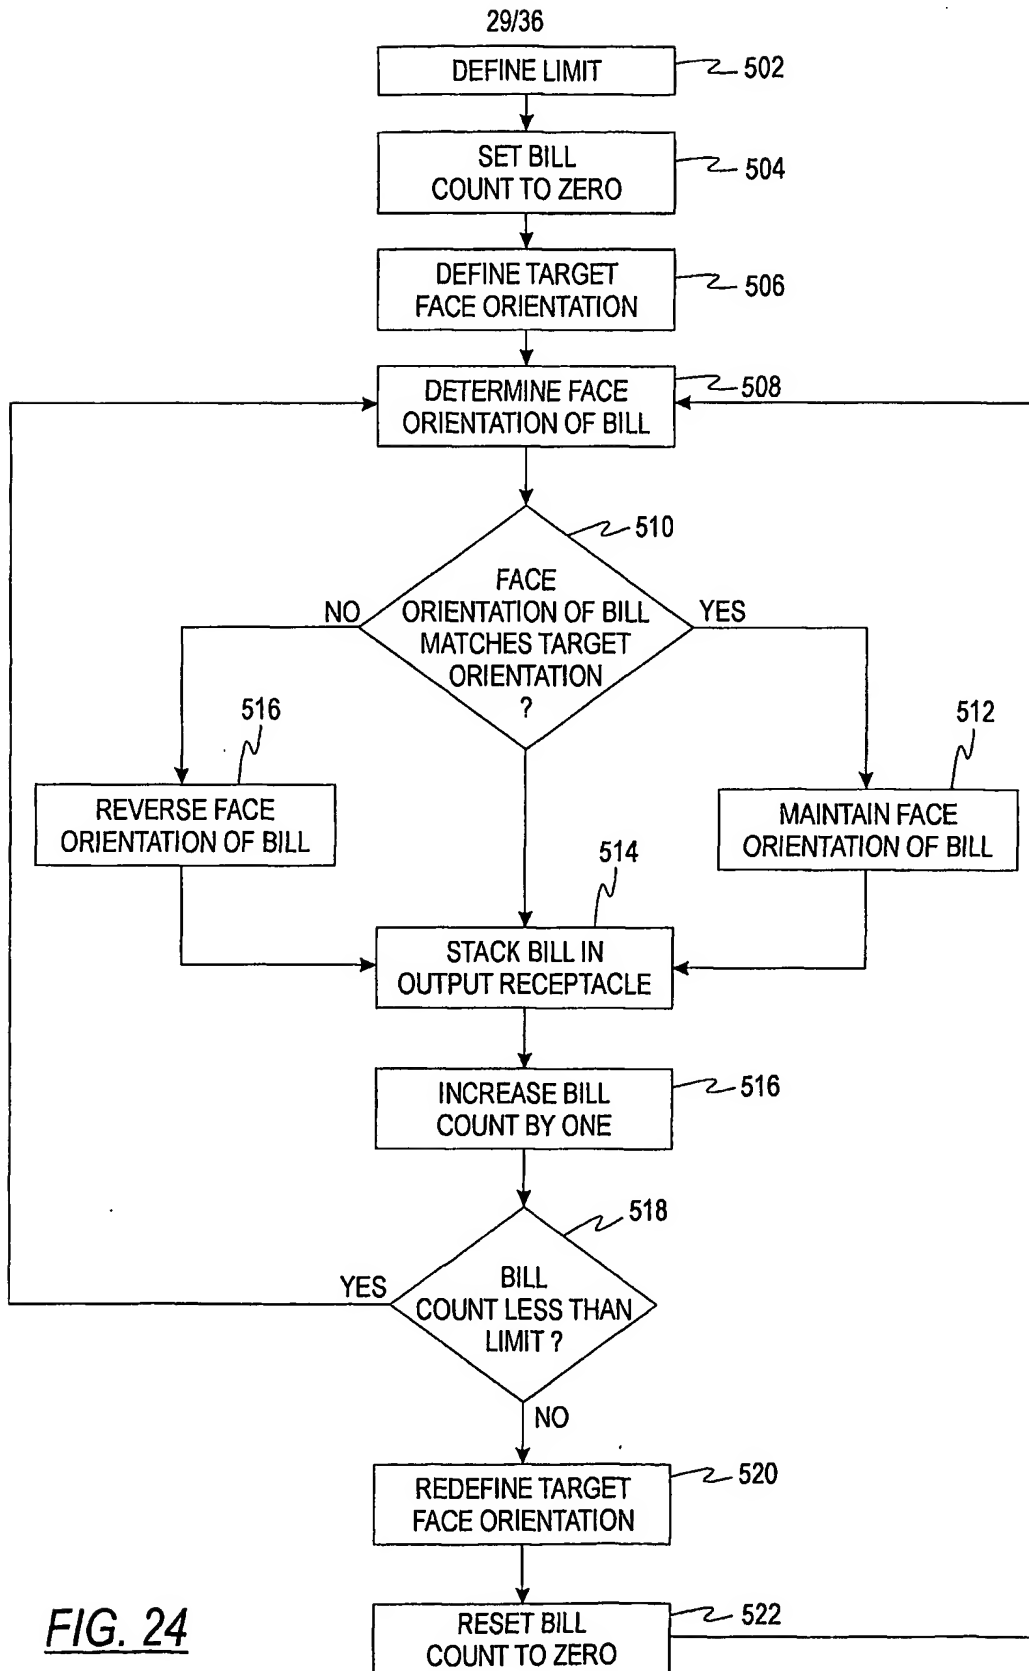 29/36
DEFINE LIMIT
502
SET BILL
COUNT TO ZERO
504
DEFINE TARGET
FACE ORIENTATION
506
DETERMINE FACE
ORIENTATION OF BILL
508
510
FACE
ORIENTATION OF BILL
MATCHES TARGET
ORIENTATION
?
NO
YES
516
REVERSE FACE
ORIENTATION OF BILL
512
MAINTAIN FACE
ORIENTATION OF BILL
514
STACK BILL IN
OUTPUT RECEPTACLE
INCREASE BILL
COUNT BY ONE
516
518
BILL
COUNT LESS THAN
LIMIT ?
YES
NO
REDEFINE TARGET
FACE ORIENTATION
520
RESET BILL
COUNT TO ZERO
522
FIG. 24